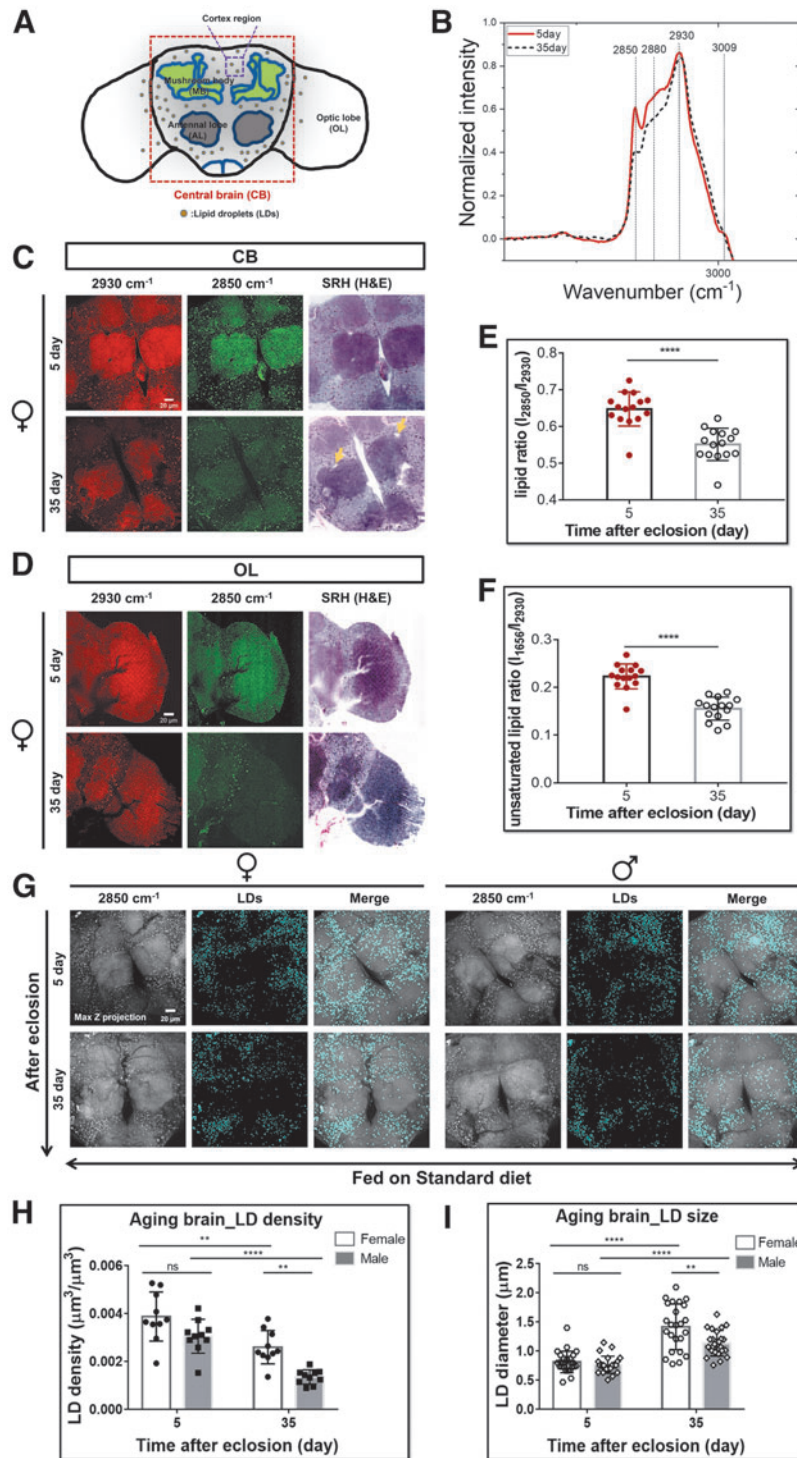 A
Cortex region
Mushroom body
(MB)
Antennal lobe
(AL)
Optic lobe
(OL)
Central brain (CB)
:Lipid droplets (LDs)
B
5day
35day
2850
2880
2930
3009
Normalized intensity
1.0
0.8
0.6
0.4
0.2
0.0
3000
Wavenumber (cm-1)
C
CB
2930 cm-1
2850 cm-1
SRH (H&E)
♀
5 day
20 μm
35 day
D
OL
2930 cm-1
2850 cm-1
SRH (H&E)
♀
5 day
20 μm
35 day
E
lipid ratio (I2850/I2930)
0.8
0.7
0.6
0.5
0.4
****
5
35
Time after eclosion (day)
F
unsaturated lipid ratio (I1656/I2930)
0.3
0.2
0.1
0.0
****
5
35
Time after eclosion (day)
G
♀
♂
2850 cm-1
LDs
Merge
2850 cm-1
LDs
Merge
After eclosion
5 day
Max Z projection
20 μm
35 day
Fed on Standard diet
H
Aging brain_LD density
LD density (μm3/μm3)
0.006
0.004
0.002
0.000
**
****
ns
**
Female
Male
5
35
Time after eclosion (day)
I
Aging brain_LD size
LD diameter (μm)
2.5
2.0
1.5
1.0
0.5
0.0
****
****
ns
**
Female
Male
5
35
Time after eclosion (day)